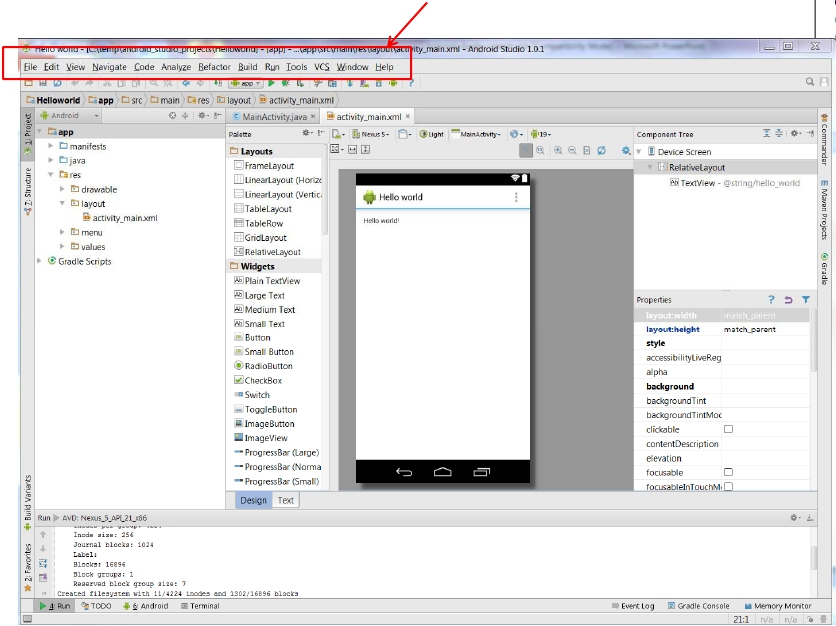 Hello world - [C:\temp\android_studio_projects\Helloworld] - [app] - ...\app\src\main\res\layout\activity_main.xml - Android Studio 1.0.1
File Edit View Navigate Code Analyze Refactor Build Run Tools VCS Window Help
app
Helloworld app src main res layout activity_main.xml
1: Project
Z: Structure
Build Variants
2: Favorites
Android
app
manifests
java
res
drawable
layout
activity_main.xml
menu
values
Gradle Scripts
MainActivity.java activity_main.xml
Palette
Layouts
FrameLayout
LinearLayout (Horizo
LinearLayout (Vertica
TableLayout
TableRow
GridLayout
RelativeLayout
Widgets
Plain TextView
Large Text
Medium Text
Small Text
Button
Small Button
RadioButton
CheckBox
Switch
ToggleButton
ImageButton
ImageView
ProgressBar (Large)
ProgressBar (Norma
ProgressBar (Small)
Design Text
Nexus 5 Light MainActivity 19
Hello world
Hello world!
Component Tree
Device Screen
RelativeLayout
TextView - @string/hello_world
Properties
layout:width match_parent
layout:height match_parent
style
accessibilityLiveReg
alpha
background
backgroundTint
backgroundTintMod
clickable
contentDescription
elevation
focusable
focusableInTouchM
Commander
Maven Projects
Gradle
Run AVD: Nexus_5_API_21_x86
Inode size: 256
Journal blocks: 1024
Label:
Blocks: 16896
Block groups: 1
Reserved block group size: 7
Created filesystem with 11/4224 inodes and 1302/16896 blocks
4: Run TODO 6: Android Terminal Event Log Gradle Console Memory Monitor
21:1 n/a n/a